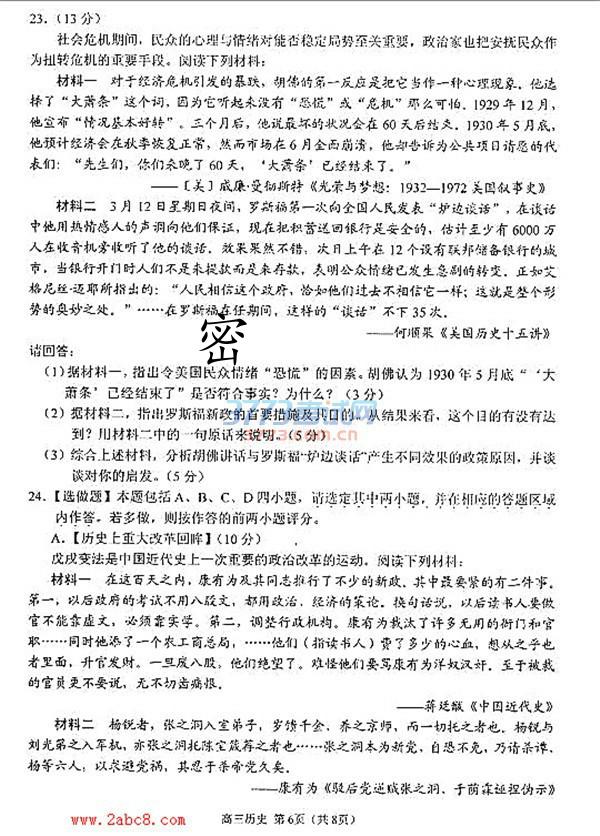 23．(13分)
社会危机期间，民众的心理与情绪对能否稳定局势至关重要，政治家也把安抚民众作
为扭转危机的重要手段。阅读下列材料：
材料一　对于经济危机引发的暴跌，胡佛的第一反应是把它当作一种心理现象。他选
择了“大萧条”这个词，因为它听起来没有“恐慌”或“危机”那么可怕。1929年12月，
他宣布“情况基本好转”。三个月后，他说最坏的状况会在60天后结束。1930年5月底，
他预计经济会在秋季恢复正常，然而市场在6月全面崩溃，他却告诉为公共项目请愿的代
表们：“先生们，你们来晚了60天，‘大萧条’已经结束了。”
——［美］威廉·曼彻斯特《光荣与梦想：1932—1972美国叙事史》
材料二　3月12日星期日夜间，罗斯福第一次向全国人民发表“炉边谈话”，在谈话
中他用热情感人的声调向他们保证，现在把积蓄送回银行是安全的，估计至少有6000万
人在收音机旁收听了他的谈话。效果果然不错，次日上午在12个设有联邦储备银行的城
市，当银行开门时人们不是来提款而是来存款，表明公众情绪已发生急剧的转变。正如艾
格尼丝·迈耶所指出的：“人民相信这个政府，恰如他们过去不相信它一样；这就是整个形
势的奥妙之处。”……在罗斯福在任期间，这样的“谈话”不下35次。
——何顺果《美国历史十五讲》
密
请回答：
(1)据材料一，指出令美国民众情绪“恐慌”的因素。胡佛认为1930年5月底“‘大
萧条’已经结束了”是否符合事实？为什么？(3分)
(2)据材料二，指出罗斯福新政的首要措施及其目的。从结果来看，这个目的有没有达
到？用材料二中的一句原话来说明。(5分)
(3)综合上述材料，分析胡佛讲话与罗斯福“炉边谈话”产生不同效果的政策原因，并谈
谈对你的启发。(5分)
3773考试网
3773.com.cn
24．【选做题】本题包括A、B、C、D四小题，请选定其中两小题，并在相应的答题区域
内作答。若多做，则按作答的前两小题评分。
A．【历史上重大改革回眸】(10分)
戊戌变法是中国近代史上一次重要的政治改革的运动。阅读下列材料：
材料一　在这百天之内，康有为及其同志推行了不少的新政。其中最要紧的有二件事。
第一，以后政府的考试不用八股文，都用政治、经济的策论。换句话说，以后读书人要做
官不能靠虚文，必须靠实学。第二，调整行政机构。康有为裁汰了许多无用的衙门和官
职……同时他添了一个农工商总局，……他们（指读书人）费了多少的心血，想从之乎也
者里面，升官发财。一旦废八股，他们绝望了。难怪他们要骂康有为洋奴汉奸。至于被裁
的官员更不要说，无不切齿痛恨。
——蒋廷黻《中国近代史》
材料二　杨锐者，张之洞入室弟子，岁馈千金，养之京师，而一切托之者也。杨锐与
刘光第之入军机，亦张之洞托陈宝箴荐之者也……张之洞本为新党，自恐不免，乃请杀谭、
杨等六人，以求避党祸，其忍于杀帝党久矣。
——康有为《驳后党逆贼张之洞、于荫霖诬捏伪示》
www.2abc8.com
高三历史 第6页（共8页）